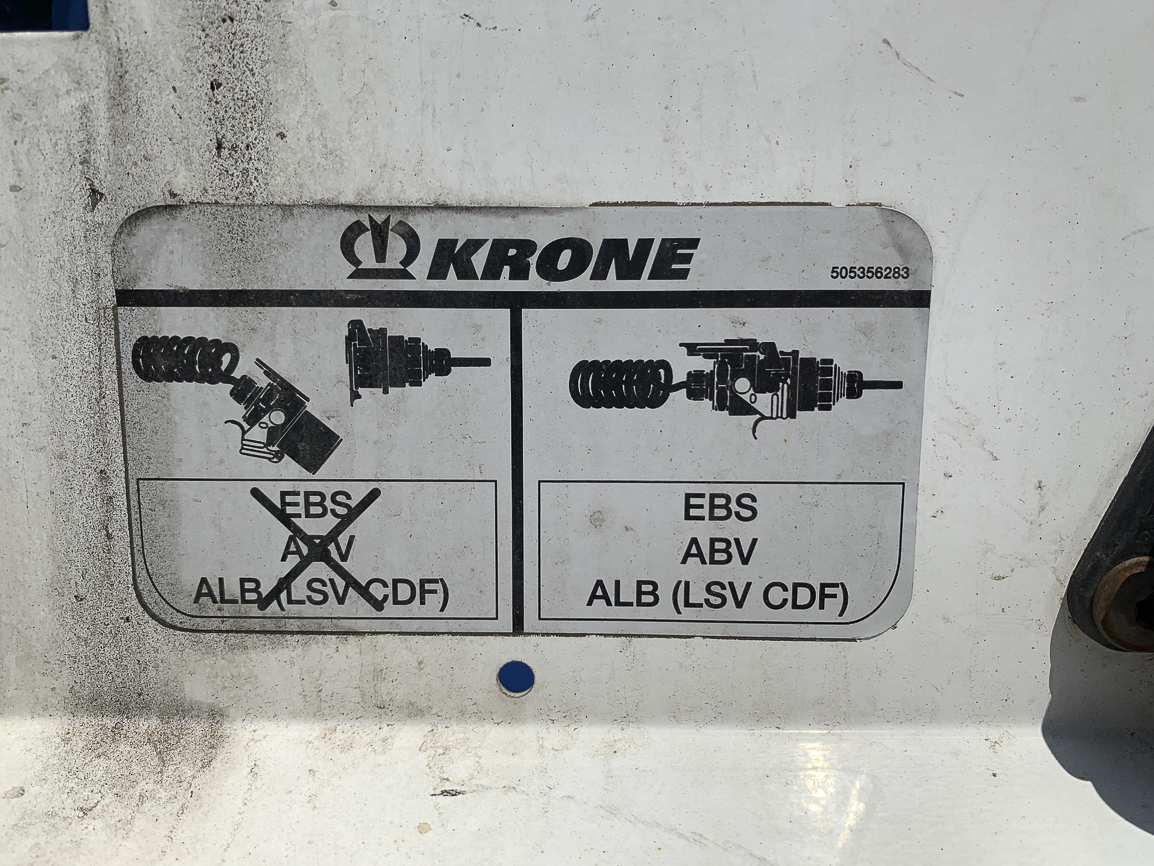 KRONE
505356283
EBS
ABV
ALB (LSV CDF)
EBS
ABV
ALB (LSV CDF)